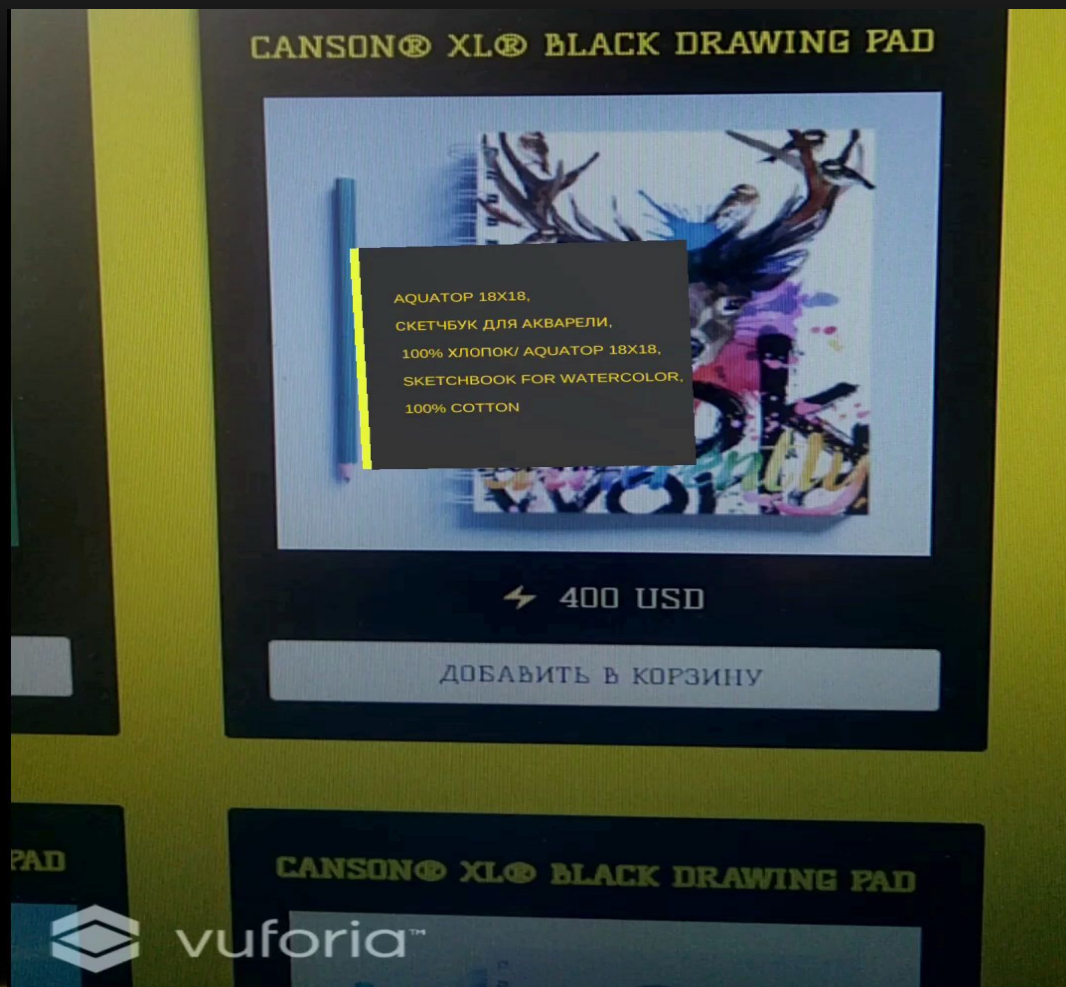 CANSON® XL® BLACK DRAWING PAD
AQUATOP 18X18,
СКЕТЧБУК ДЛЯ АКВАРЕЛИ,
100% ХЛОПОК/ AQUATOP 18X18,
SKETCHBOOK FOR WATERCOLOR,
100% COTTON
400 USD
ДОБАВИТЬ В КОРЗИНУ
PAD
CANSON® XL® BLACK DRAWING PAD
vuforia™